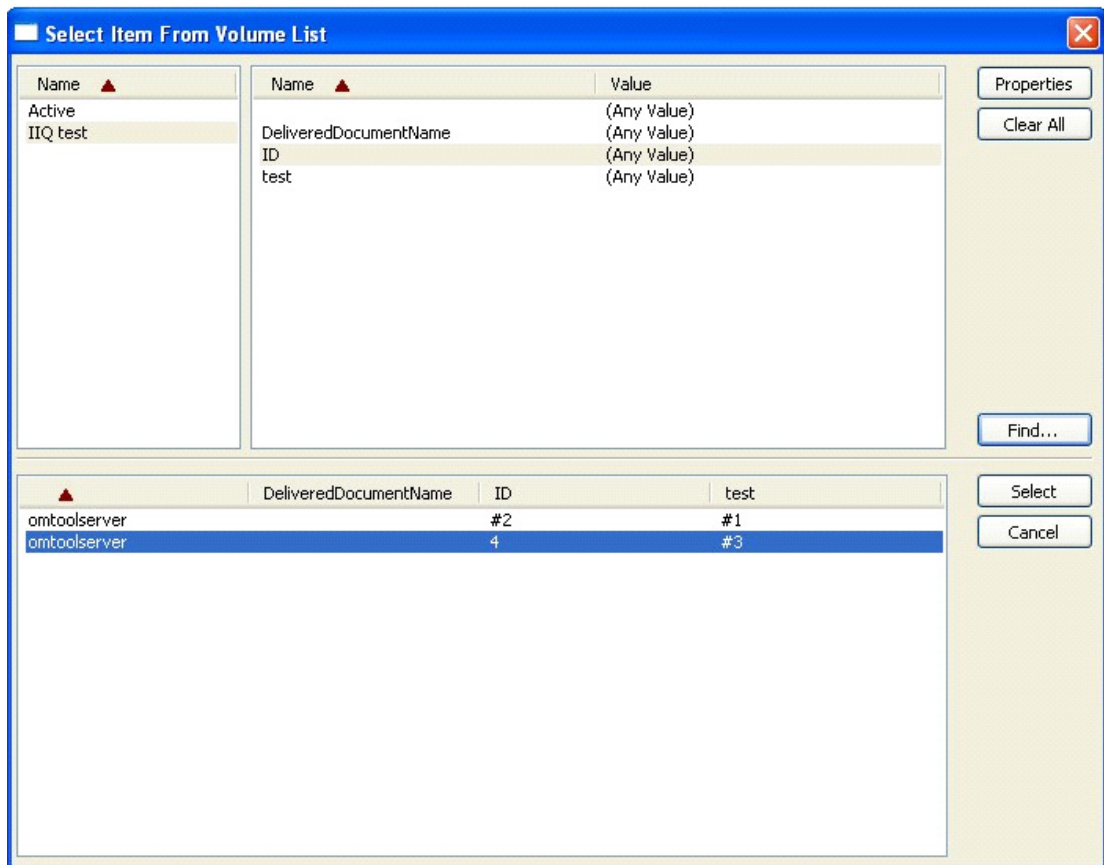 Select Item From Volume List
Name Name Value Properties
Active (Any Value)
Clear All
IIQ test DeliveredDocumentName (Any Value)
ID (Any Value)
test (Any Value)
Find...
DeliveredDocumentName ID test Select
omtoolserver #2 #1
Cancel
omtoolserver 4 #3